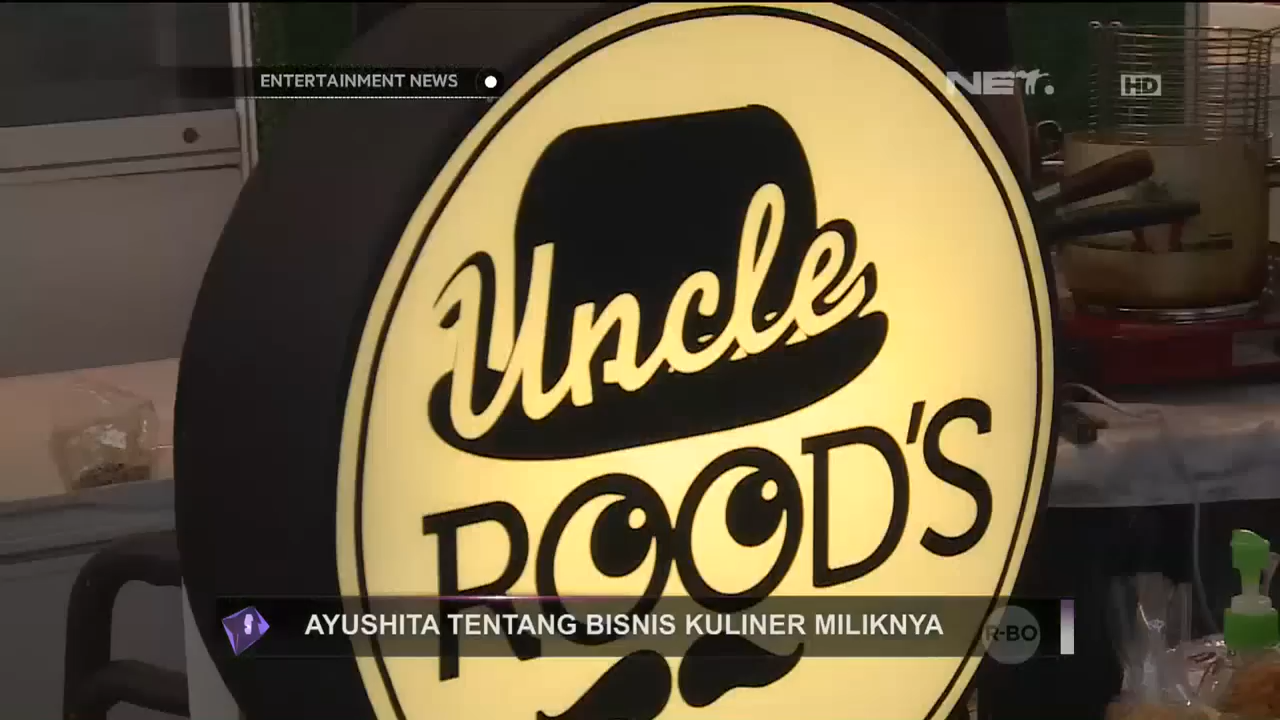 ENTERTAINMENT NEWS
NET.
HD
Uncle
ROOD'S
AYUSHITA TENTANG BISNIS KULINER MILIKNYA
R-BO